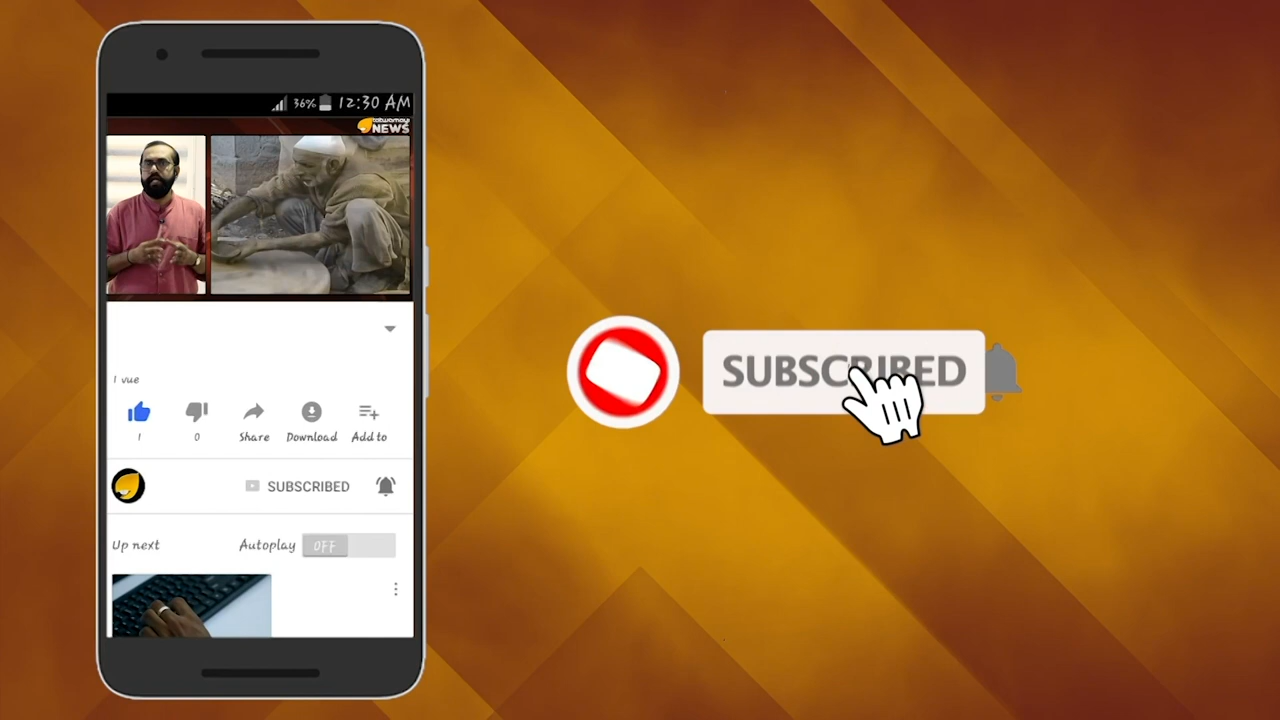 36% 12:30 AM
tatwamayi
NEWS
1 vue
1
0
Share
Download
Add to
SUBSCRIBED
Up next
Autoplay
OFF
SUBSCRIBED